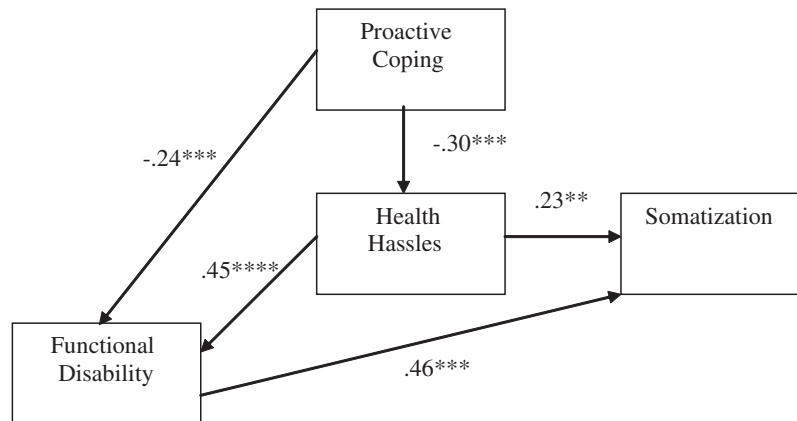 Proactive
Coping
-.24***
-.30***
Health
Hassles
.23**
Somatization
.45****
Functional
Disability
.46***